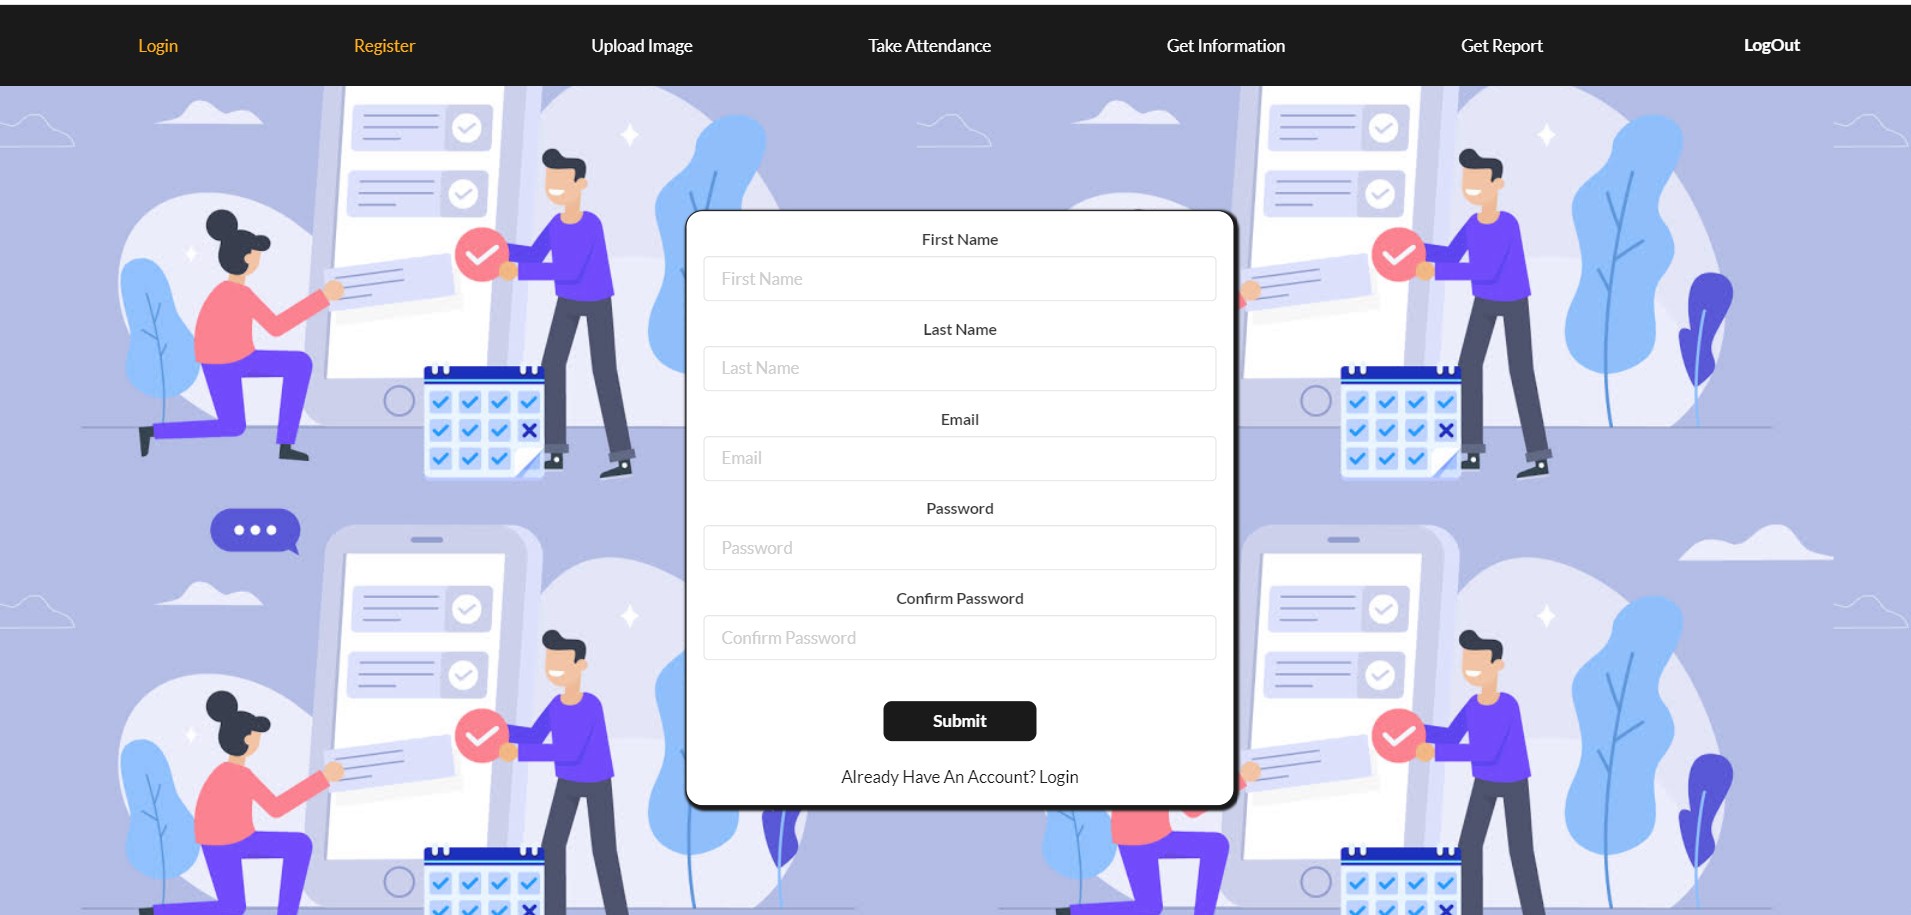 Login Register Upload Image Take Attendance Get Information Get Report LogOut
First Name
First Name
Last Name
Last Name
Email
Email
Password
Password
Confirm Password
Confirm Password
Submit
Already Have An Account? Login